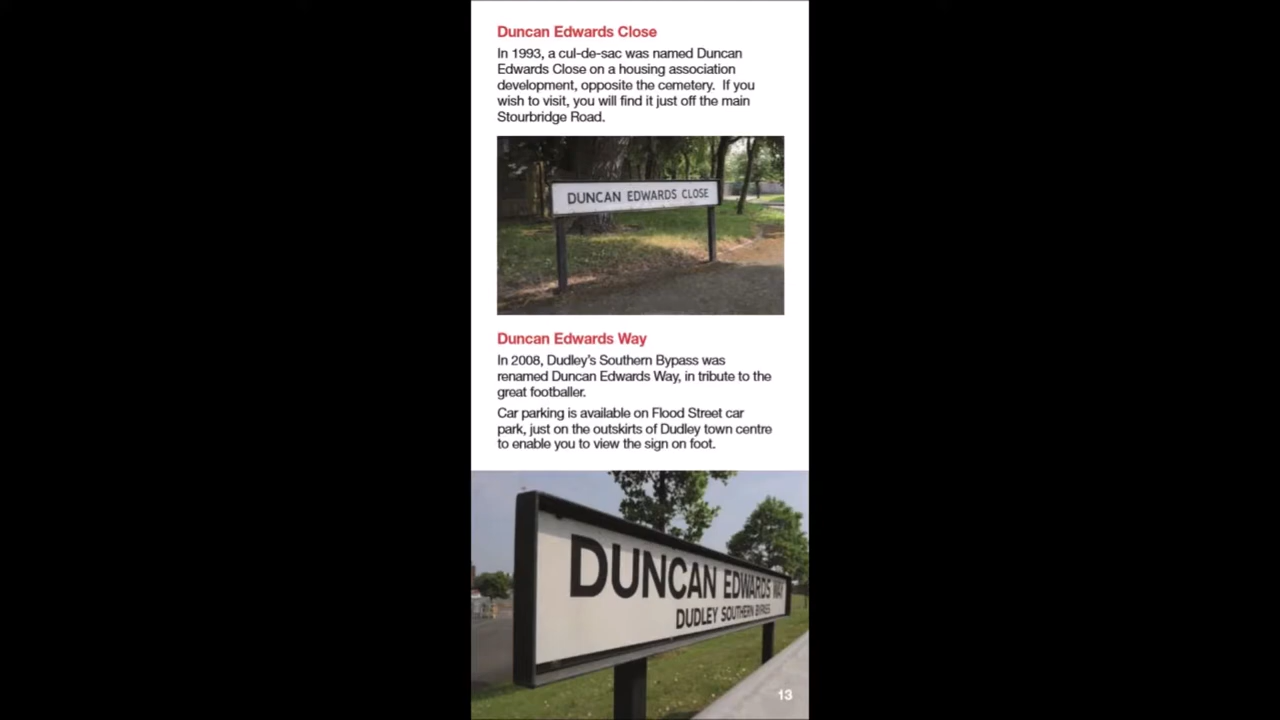 Duncan Edwards Close
In 1993, a cul-de-sac was named Duncan
Edwards Close on a housing association
development, opposite the cemetery.  If you
wish to visit, you will find it just off the main
Stourbridge Road.
DUNCAN EDWARDS CLOSE
Duncan Edwards Way
In 2008, Dudley's Southern Bypass was
renamed Duncan Edwards Way, in tribute to the
great footballer.
Car parking is available on Flood Street car
park, just on the outskirts of Dudley town centre
to enable you to view the sign on foot.
DUNCAN EDWARDS WAY
DUDLEY SOUTHERN BYPASS
13